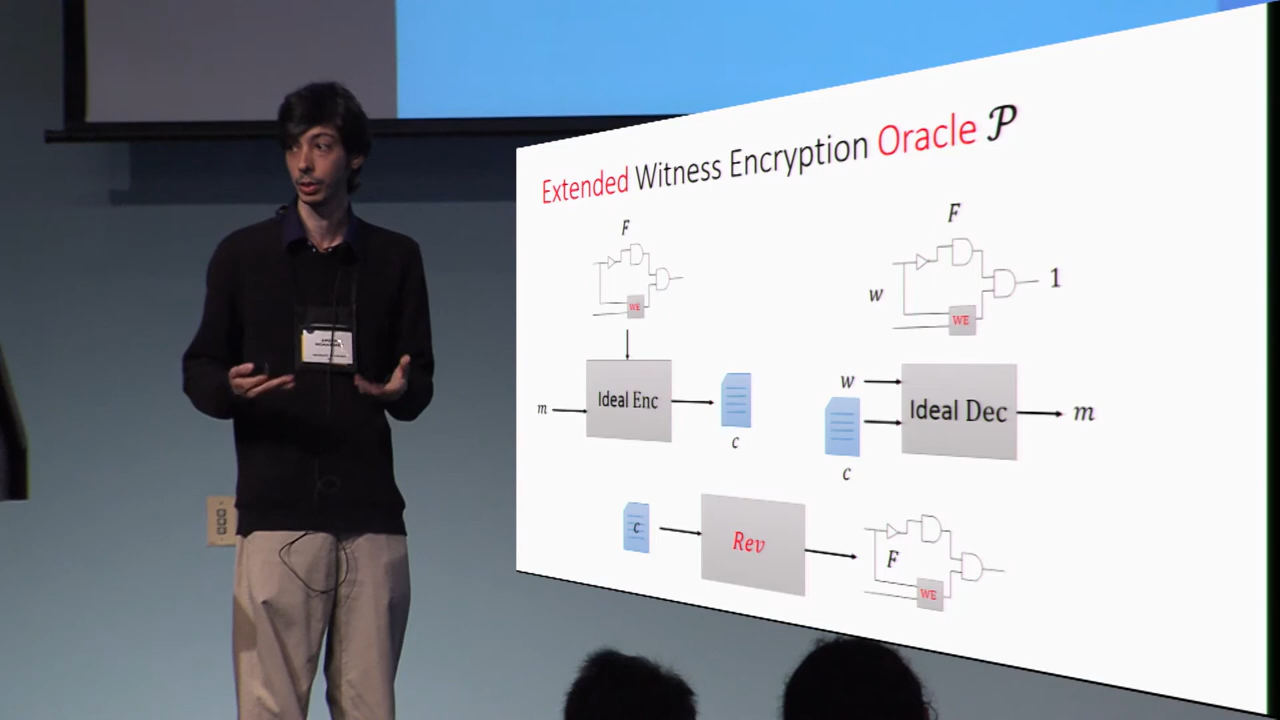 Extended Witness Encryption Oracle 𝒫
F
F
WE
w
1
WE
m
Ideal Enc
c
w
c
Ideal Dec
m
c
Rev
F
WE